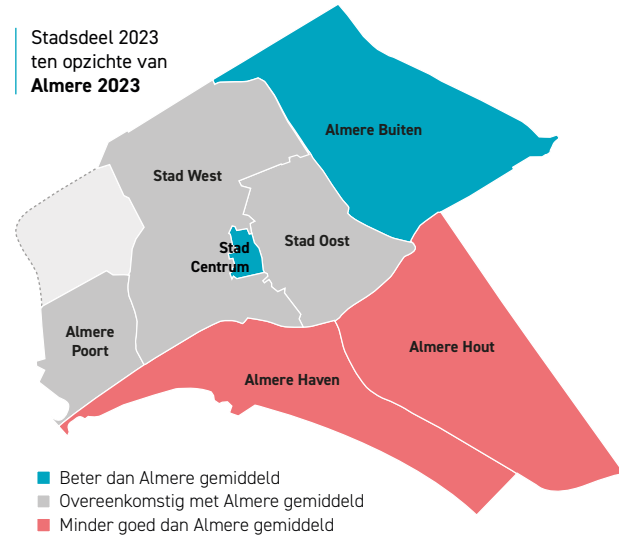 Stadsdeel 2023
ten opzichte van
Almere 2023
Almere Buiten
Stad West
Stad Oost
Stad
Centrum
Almere
Poort
Almere Hout
Almere Haven
Beter dan Almere gemiddeld
Overeenkomstig met Almere gemiddeld
Minder goed dan Almere gemiddeld